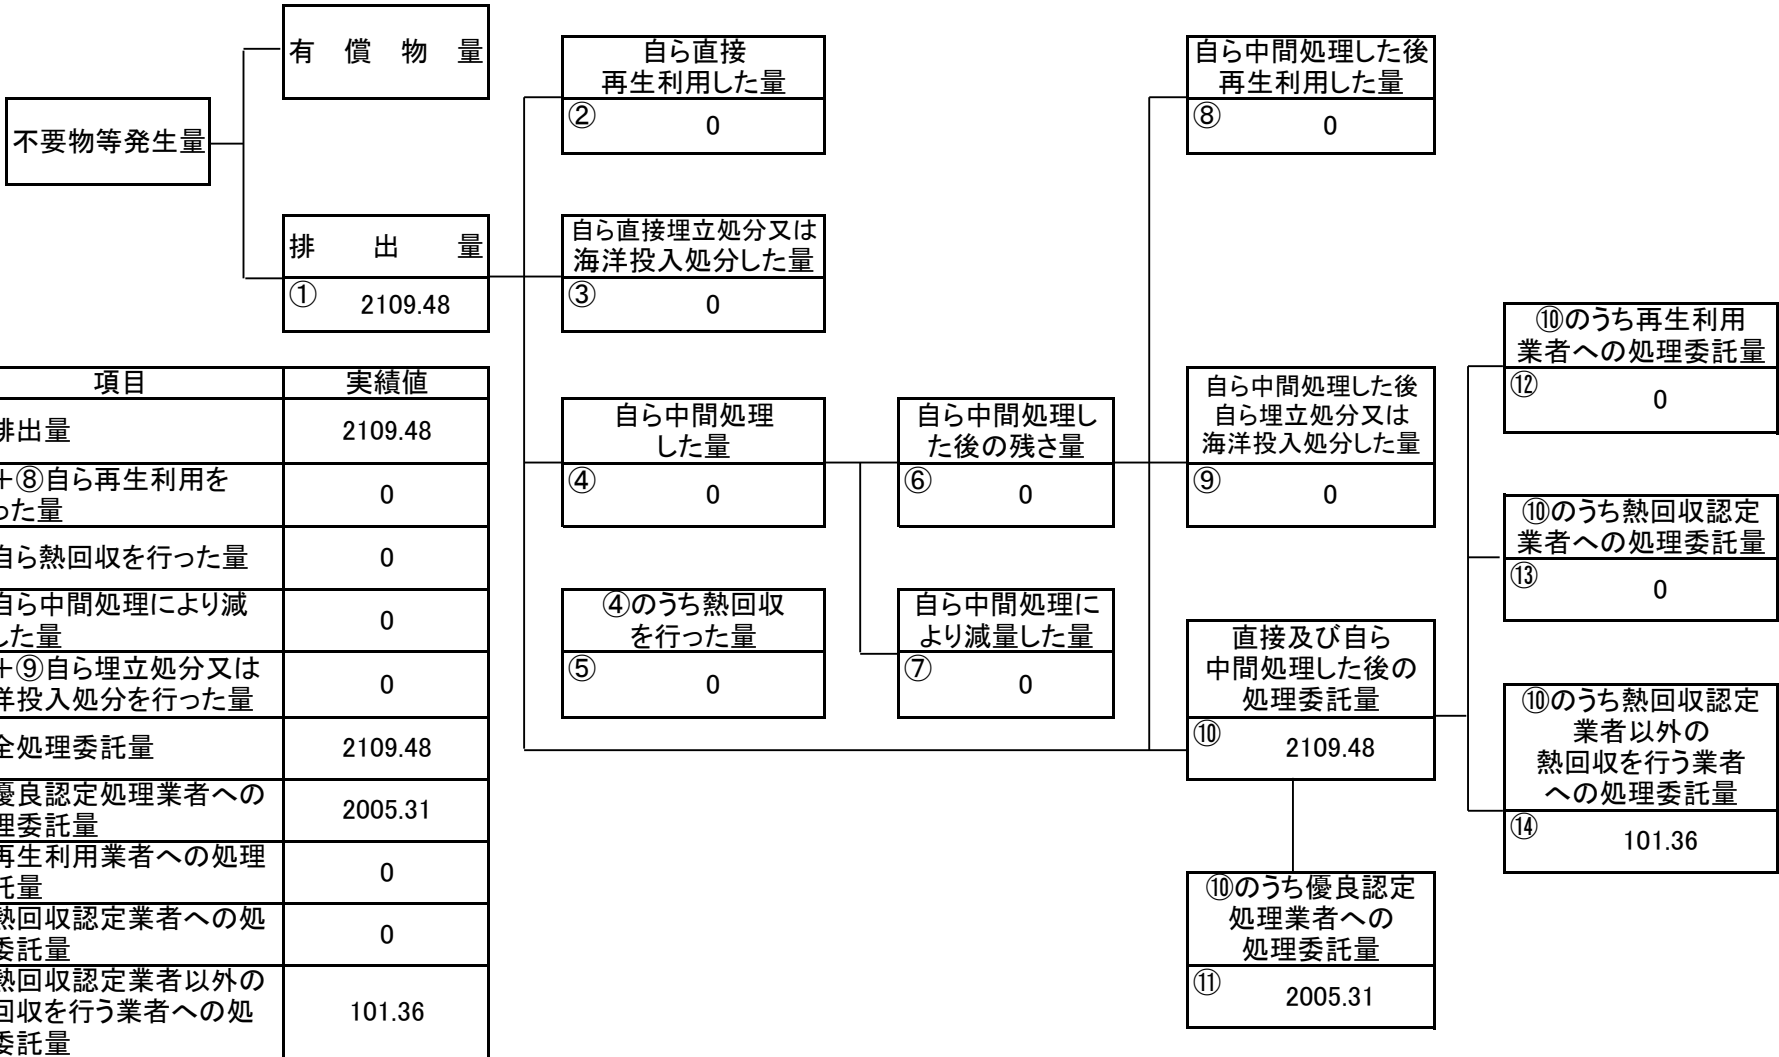 有償物量
不要物等発生量
排出量
① 2109.48
自ら直接
再生利用した量
② 0
自ら直接埋立処分又は
海洋投入処分した量
③ 0
自ら中間処理
した量
④ 0
④のうち熱回収
を行った量
⑤ 0
自ら中間処理し
た後の残さ量
⑥ 0
自ら中間処理に
より減量した量
⑦ 0
自ら中間処理した後
再生利用した量
⑧ 0
自ら中間処理した後
自ら埋立処分又は
海洋投入処分した量
⑨ 0
直接及び自ら
中間処理した後の
処理委託量
⑩ 2109.48
⑩のうち優良認定
処理業者への
処理委託量
⑪ 2005.31
⑩のうち再生利用
業者への処理委託量
⑫ 0
⑩のうち熱回収認定
業者への処理委託量
⑬ 0
⑩のうち熱回収認定
業者以外の
熱回収を行う業者
への処理委託量
⑭ 101.36
項目 実績値
排出量 2109.48
+⑧自ら再生利用を
った量 0
自ら熱回収を行った量 0
自ら中間処理により減
した量 0
+⑨自ら埋立処分又は
洋投入処分を行った量 0
全処理委託量 2109.48
優良認定処理業者への
理委託量 2005.31
再生利用業者への処理
託量 0
熱回収認定業者への処
委託量 0
熱回収認定業者以外の
回収を行う業者への処
委託量 101.36